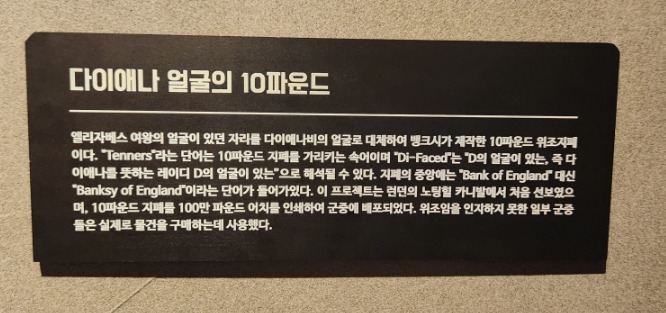 다이애나 얼굴의 10파운드
엘리자베스 여왕의 얼굴이 있던 자리를 다이애나비의 얼굴로 대체하여 뱅크시가 제작한 10파운드 위조지폐
이다. "Tenners"라는 단어는 10파운드 지폐를 가리키는 속어이며 "Di-Faced"는 "D의 얼굴이 있는, 즉 다
이애나를 뜻하는 레이디 D의 얼굴이 있는"으로 해석될 수 있다. 지폐의 중앙에는 "Bank of England" 대신
"Banksy of England"이라는 단어가 들어가있다. 이 프로젝트는 런던의 노팅힐 카니발에서 처음 선보였으
며, 10파운드 지폐를 100만 파운드 어치를 인쇄하여 군중에 배포되었다. 위조임을 인지하지 못한 일부 군중
들은 실제로 물건을 구매하는데 사용했다.